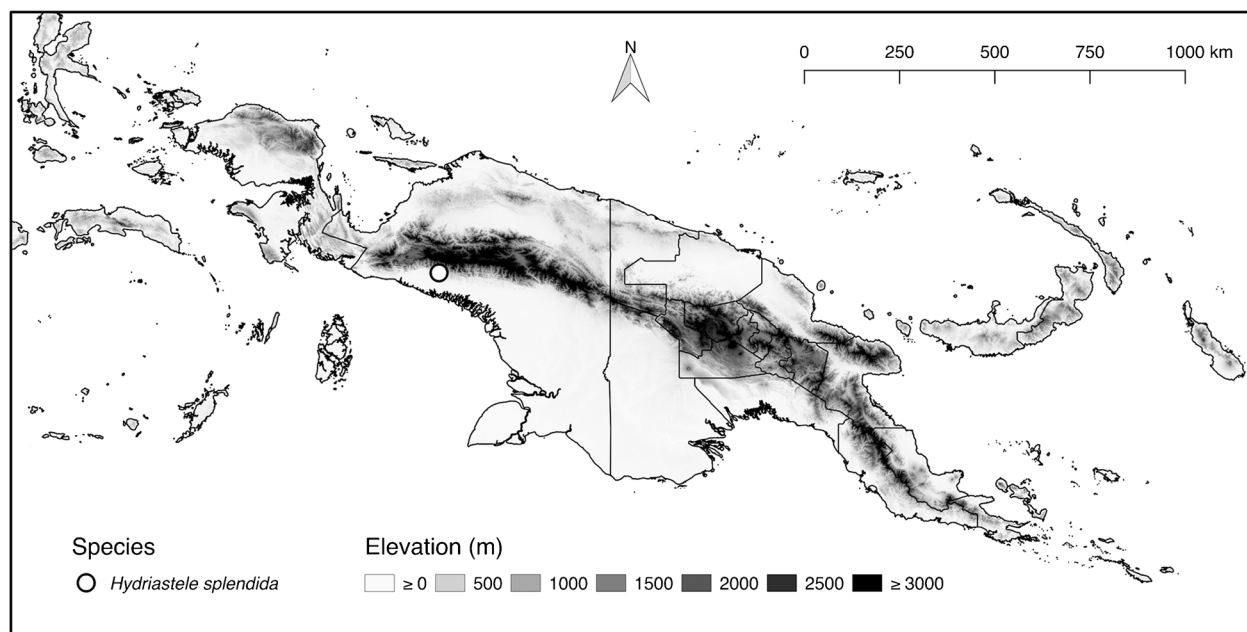 N
0 250 500 750 1000 km
Species
Hydriastele splendida
Elevation (m)
≥ 0 500 1000 1500 2000 2500 ≥ 3000